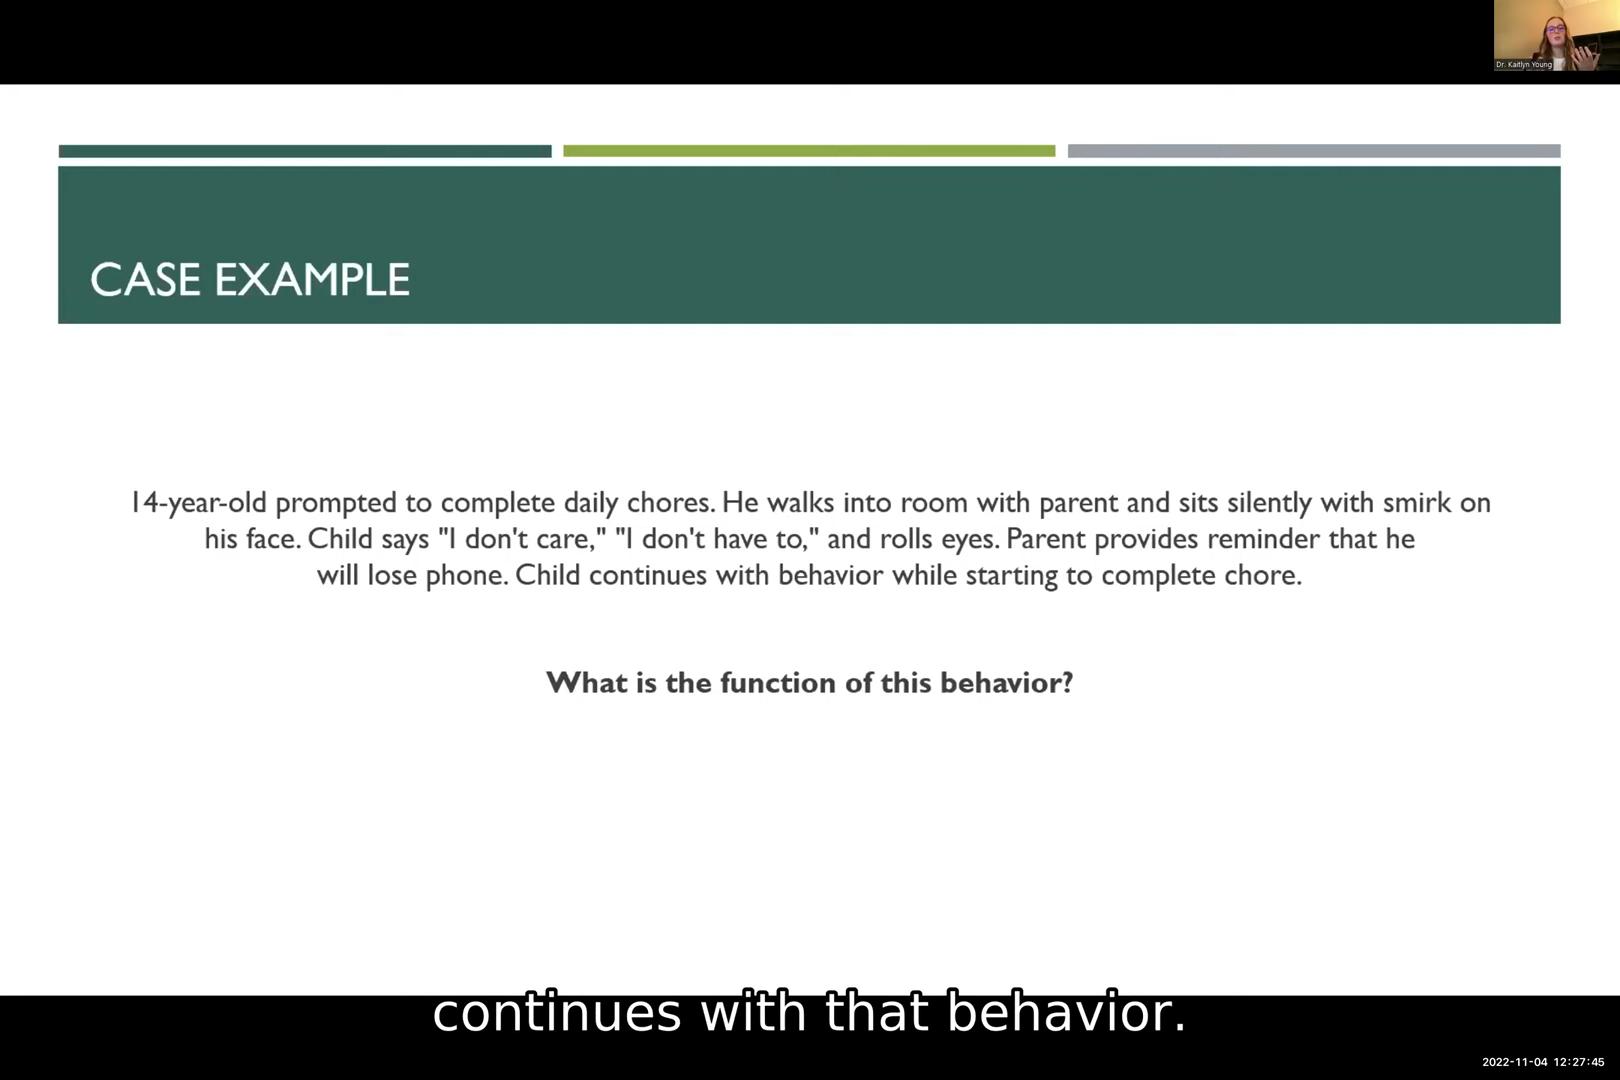 Dr. Kaitlyn Young
CASE EXAMPLE
14-year-old prompted to complete daily chores. He walks into room with parent and sits silently with smirk on
his face. Child says "I don't care," "I don't have to," and rolls eyes. Parent provides reminder that he
will lose phone. Child continues with behavior while starting to complete chore.
What is the function of this behavior?
continues with that behavior.
2022-11-04 12:27:45